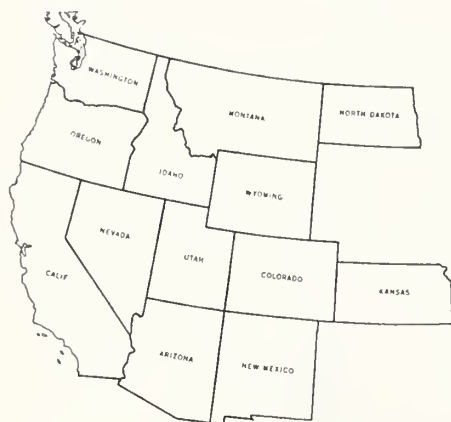 WASHINGTON
MONTANA
NORTH DAKOTA
OREGON
IDAHO
WYOMING
NEVADA
UTAH
COLORADO
CALIF
KANSAS
ARIZONA
NEW MEXICO